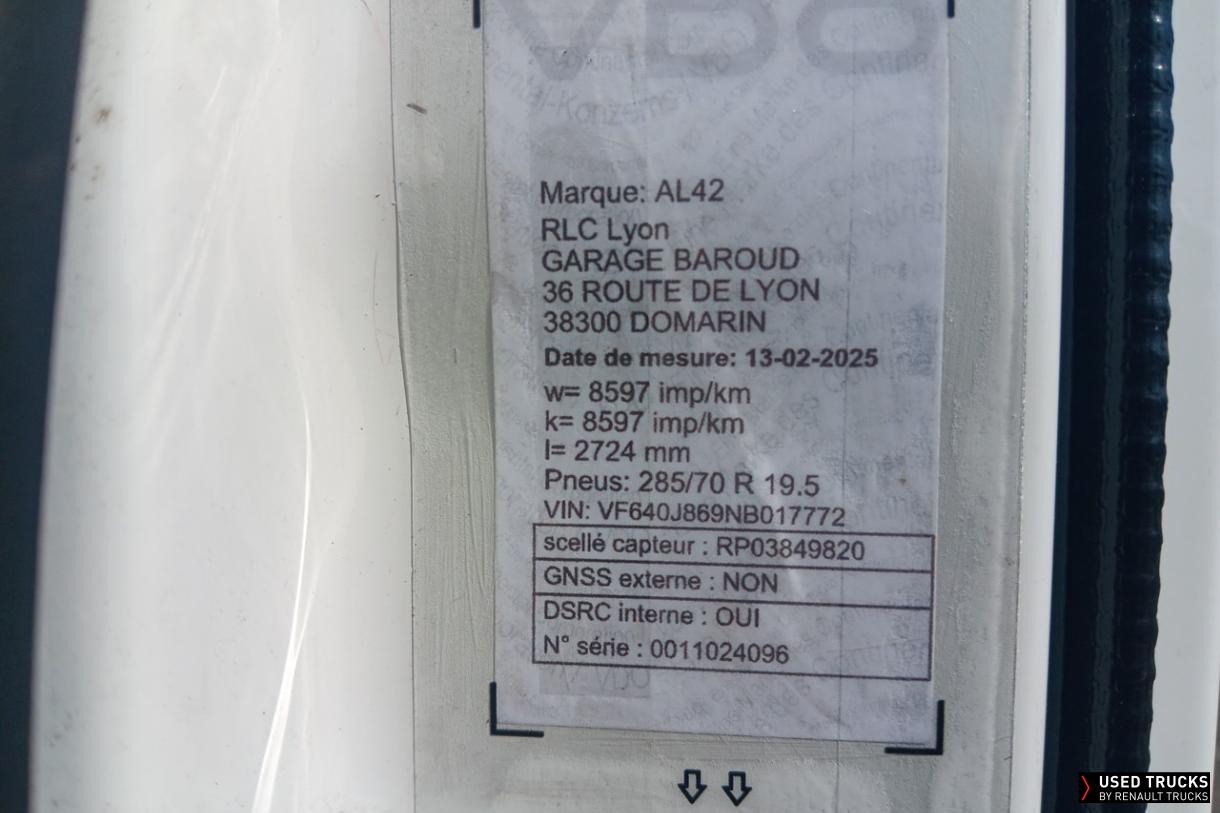 VDO
Marque: AL42
RLC Lyon
GARAGE BAROUD
36 ROUTE DE LYON
38300 DOMARIN
Date de mesure: 13-02-2025
w= 8597 imp/km
k= 8597 imp/km
l= 2724 mm
Pneus: 285/70 R 19.5
VIN: VF640J869NB017772
scellé capteur : RP03849820
GNSS externe : NON
DSRC interne : OUI
N° série : 0011024096
USED TRUCKS
BY RENAULT TRUCKS